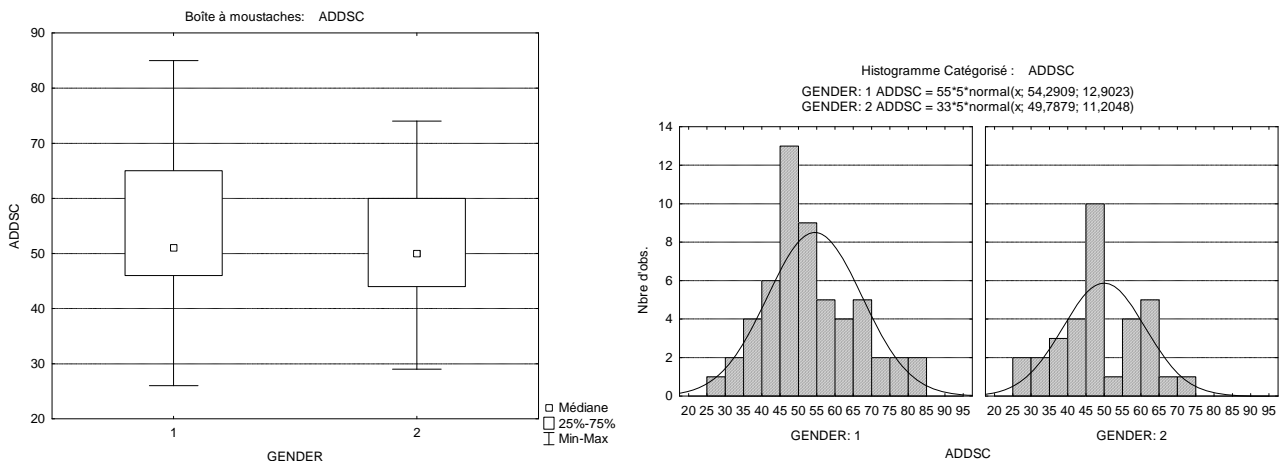 Boîte à moustaches: ADDSC
90
80
70
60
50
40
30
20
ADDSC
1 2
GENDER
Médiane
25%-75%
Min-Max
Histogramme Catégorisé : ADDSC
GENDER: 1 ADDSC = 55*5*normal(x; 54,2909; 12,9023)
GENDER: 2 ADDSC = 33*5*normal(x; 49,7879; 11,2048)
Nbre d'obs.
14
12
10
8
6
4
2
0
20 25 30 35 40 45 50 55 60 65 70 75 80 85 90 95
GENDER: 1
20 25 30 35 40 45 50 55 60 65 70 75 80 85 90 95
GENDER: 2
ADDSC